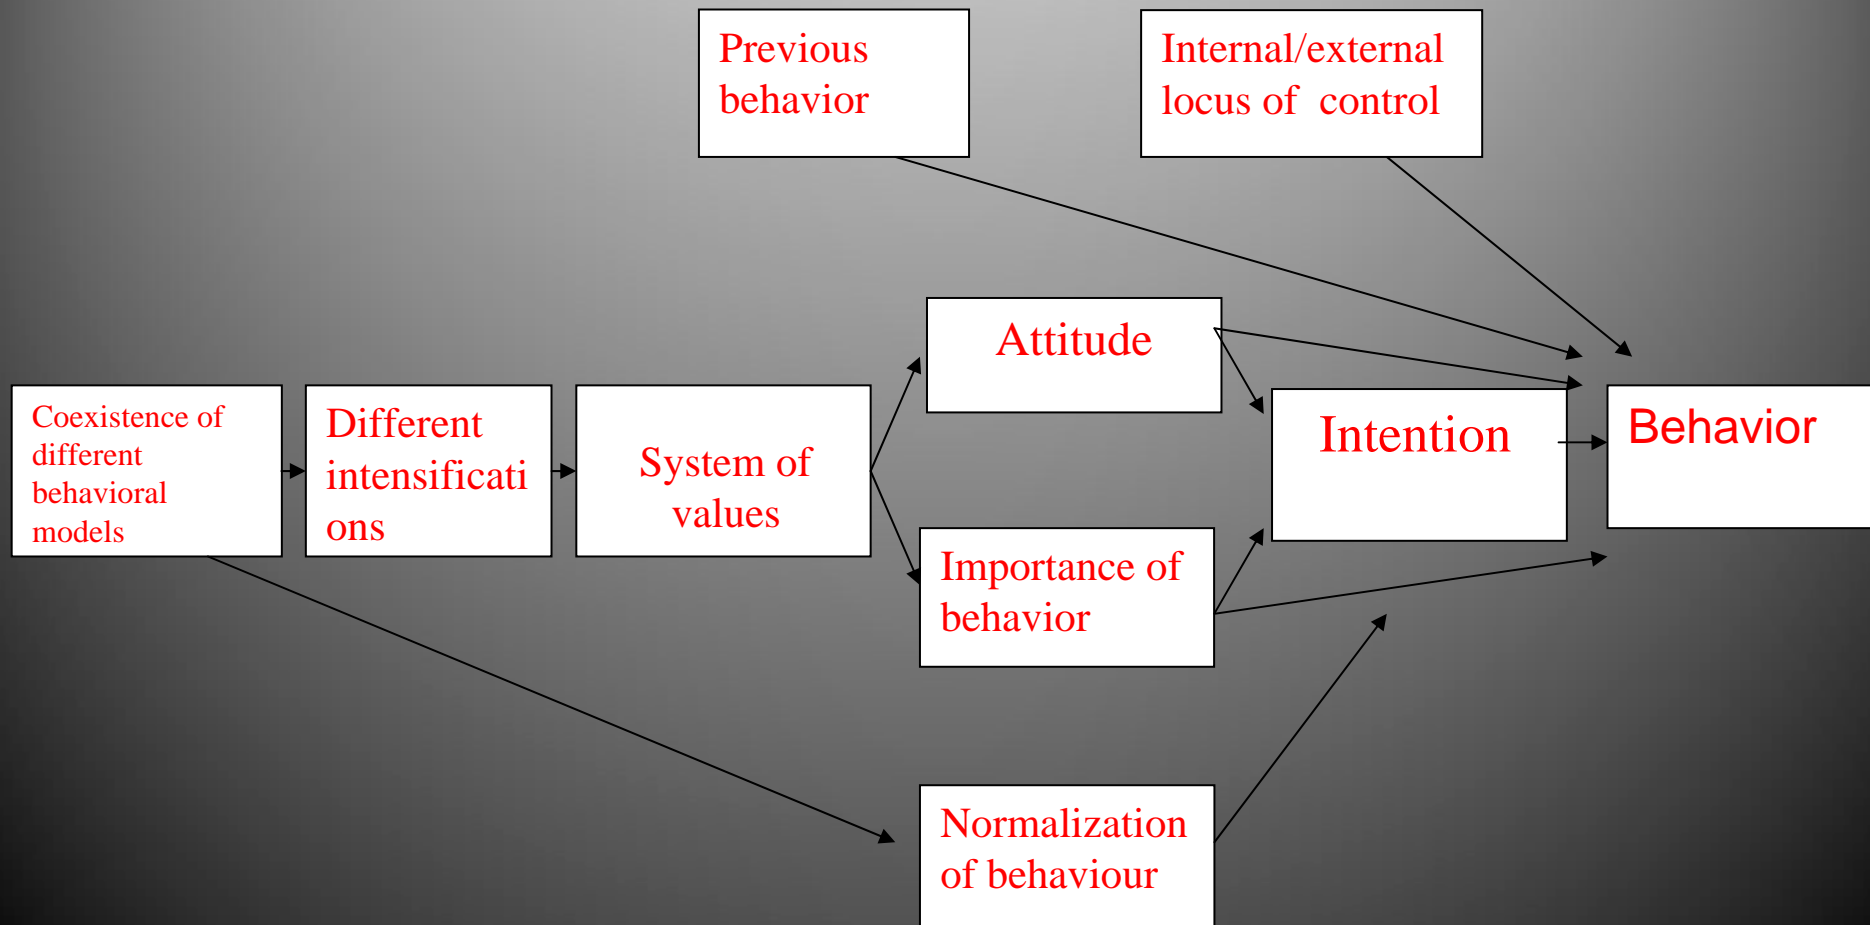 Previous
behavior
Internal/external
locus of control
Attitude
Coexistence of
different
behavioral
models
Different
intensificati
ons
System of
values
Intention
Behavior
Importance of
behavior
Normalization
of behaviour